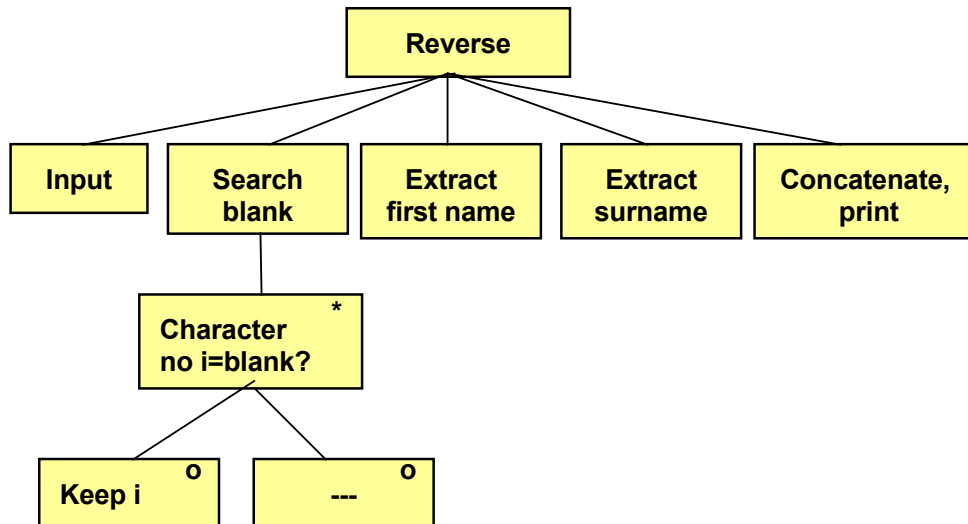 Reverse
Input
Search
blank
Extract
first name
Extract
surname
Concatenate,
print
*
Character
no i=blank?
o
Keep i
o
---